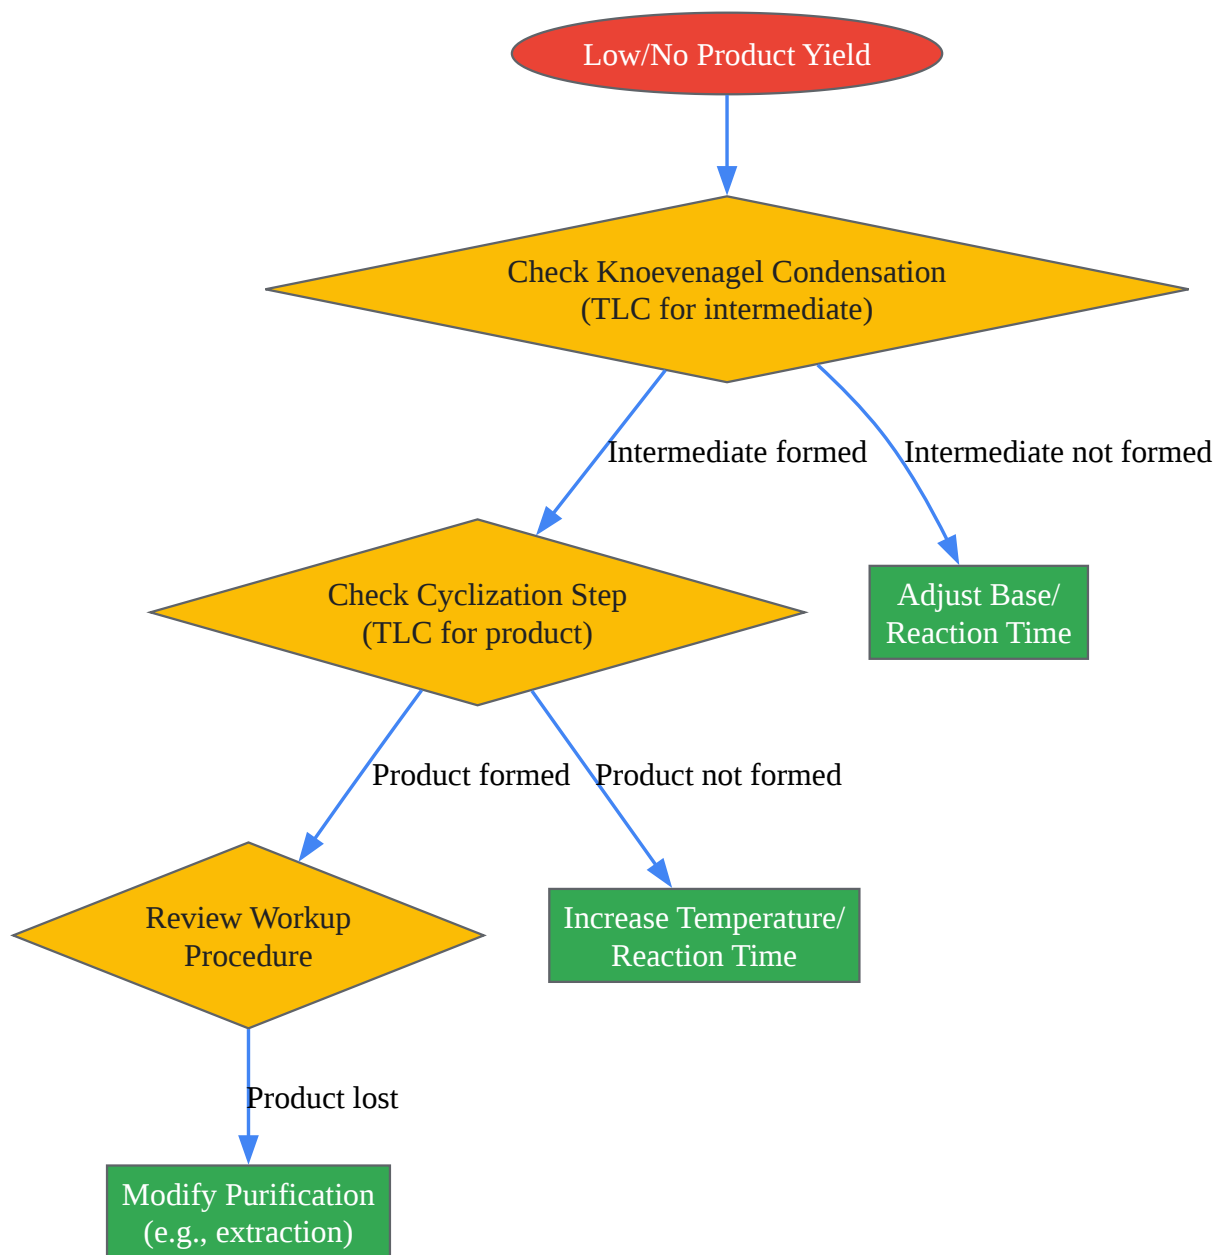 Low/No Product Yield
Check Knoevenagel Condensation
(TLC for intermediate)
Intermediate formed
Intermediate not formed
Check Cyclization Step
(TLC for product)
Adjust Base/
Reaction Time
Product formed
Product not formed
Review Workup
Procedure
Increase Temperature/
Reaction Time
Product lost
Modify Purification
(e.g., extraction)